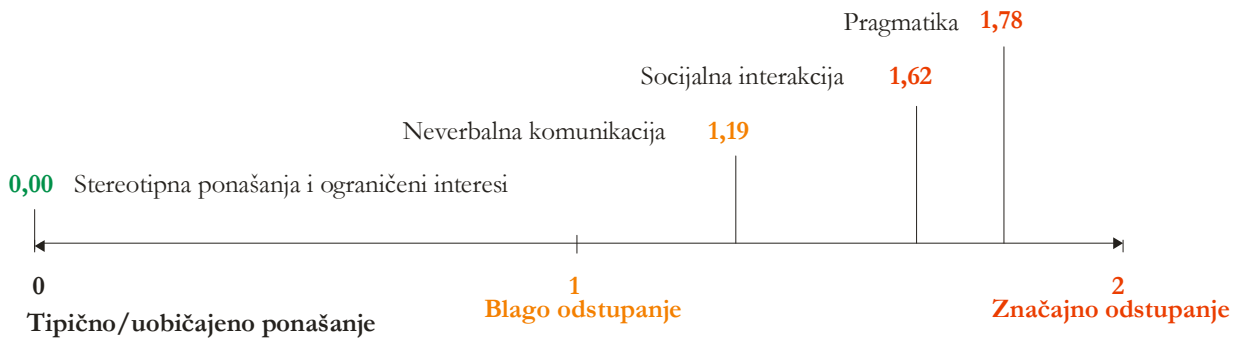 Pragmatika 1,78
Socijalna interakcija 1,62
Neverbalna komunikacija 1,19
0,00 Stereotipna ponašanja i ograničeni interesi
0 1 2
Tipično/uobičajeno ponašanje Blago odstupanje Značajno odstupanje